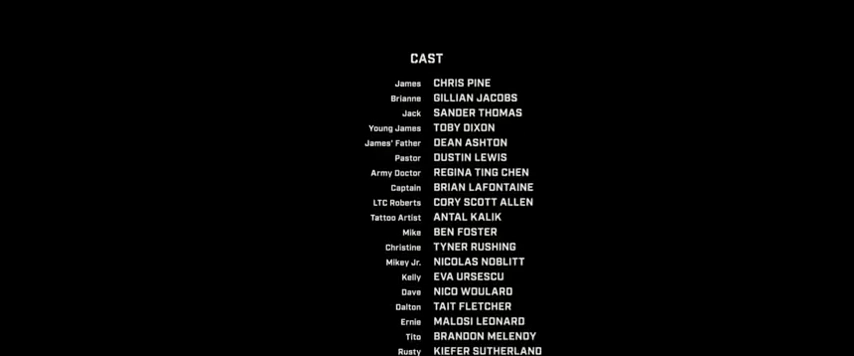 CAST
James CHRIS PINE
Brianne GILLIAN JACOBS
Jack SANDER THOMAS
Young James TOBY DIXON
James' Father DEAN ASHTON
Pastor DUSTIN LEWIS
Army Doctor REGINA TING CHEN
Captain BRIAN LAFONTAINE
LTC Roberts CORY SCOTT ALLEN
Tattoo Artist ANTAL KALIK
Mike BEN FOSTER
Christine TYNER RUSHING
Mikey Jr. NICOLAS NOBLITT
Kelly EVA URSESCU
Dave NICO WOULARD
Dalton TAIT FLETCHER
Ernie MALOSI LEONARD
Tito BRANDON MELENDY
Rusty KIEFER SUTHERLAND